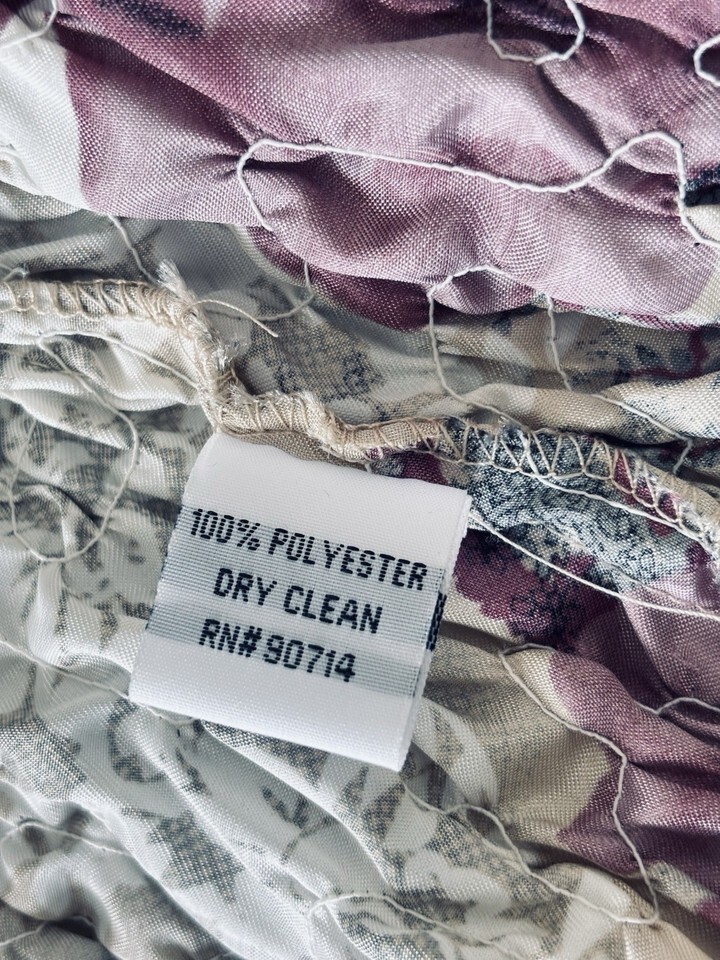 100% POLYESTER
DRY CLEAN
RN# 90714